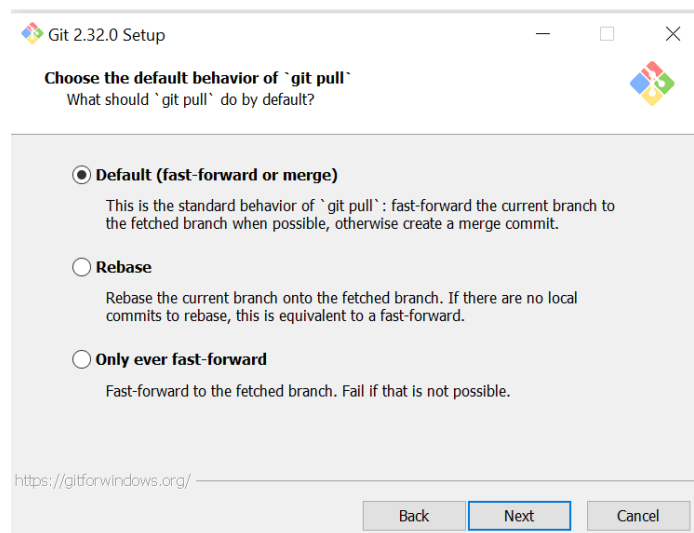 Git 2.32.0 Setup
Choose the default behavior of `git pull`
What should `git pull` do by default?
Default (fast-forward or merge)
This is the standard behavior of `git pull`: fast-forward the current branch to
the fetched branch when possible, otherwise create a merge commit.
Rebase
Rebase the current branch onto the fetched branch. If there are no local
commits to rebase, this is equivalent to a fast-forward.
Only ever fast-forward
Fast-forward to the fetched branch. Fail if that is not possible.
https://gitforwindows.org/
Back Next Cancel